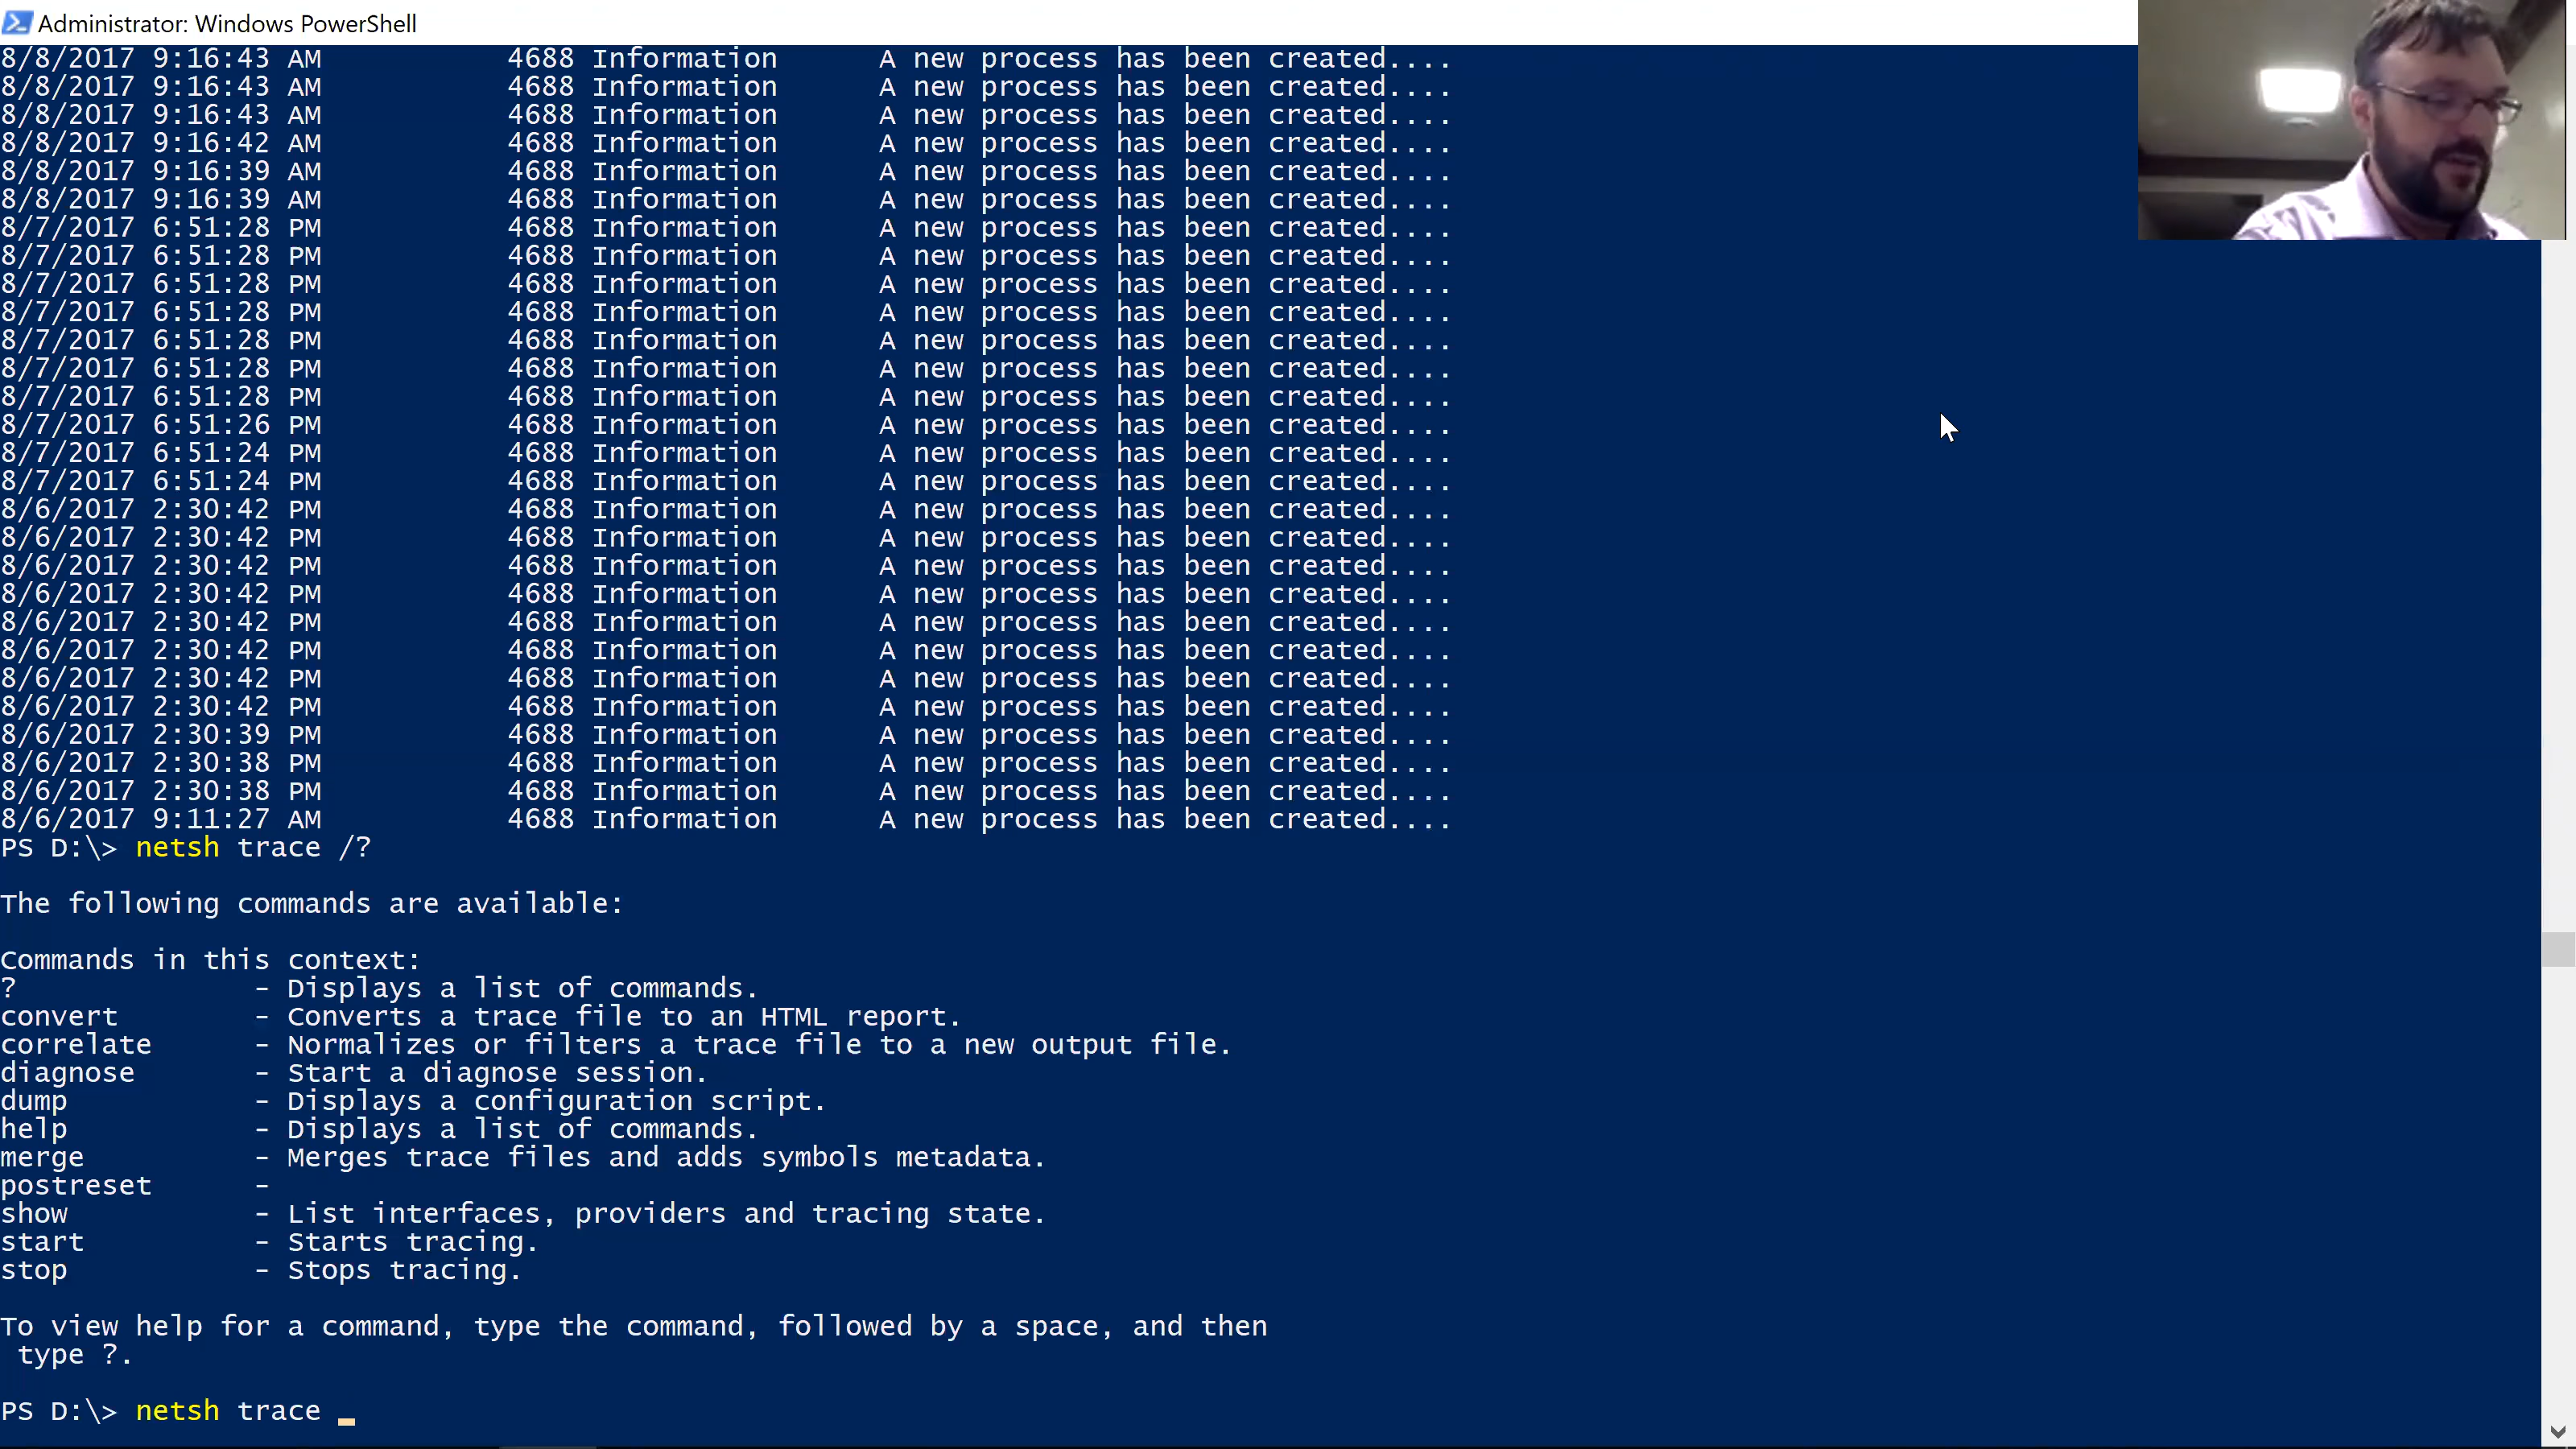 Administrator: Windows PowerShell
8/8/2017 9:16:43 AM 4688 Information A new process has been created....
8/8/2017 9:16:43 AM 4688 Information A new process has been created....
8/8/2017 9:16:43 AM 4688 Information A new process has been created....
8/8/2017 9:16:42 AM 4688 Information A new process has been created....
8/8/2017 9:16:39 AM 4688 Information A new process has been created....
8/8/2017 9:16:39 AM 4688 Information A new process has been created....
8/7/2017 6:51:28 PM 4688 Information A new process has been created....
8/7/2017 6:51:28 PM 4688 Information A new process has been created....
8/7/2017 6:51:28 PM 4688 Information A new process has been created....
8/7/2017 6:51:28 PM 4688 Information A new process has been created....
8/7/2017 6:51:28 PM 4688 Information A new process has been created....
8/7/2017 6:51:28 PM 4688 Information A new process has been created....
8/7/2017 6:51:28 PM 4688 Information A new process has been created....
8/7/2017 6:51:26 PM 4688 Information A new process has been created....
8/7/2017 6:51:24 PM 4688 Information A new process has been created....
8/7/2017 6:51:24 PM 4688 Information A new process has been created....
8/6/2017 2:30:42 PM 4688 Information A new process has been created....
8/6/2017 2:30:42 PM 4688 Information A new process has been created....
8/6/2017 2:30:42 PM 4688 Information A new process has been created....
8/6/2017 2:30:42 PM 4688 Information A new process has been created....
8/6/2017 2:30:42 PM 4688 Information A new process has been created....
8/6/2017 2:30:42 PM 4688 Information A new process has been created....
8/6/2017 2:30:42 PM 4688 Information A new process has been created....
8/6/2017 2:30:42 PM 4688 Information A new process has been created....
8/6/2017 2:30:39 PM 4688 Information A new process has been created....
8/6/2017 2:30:38 PM 4688 Information A new process has been created....
8/6/2017 2:30:38 PM 4688 Information A new process has been created....
8/6/2017 9:11:27 AM 4688 Information A new process has been created....
PS D:\> netsh trace /?
The following commands are available:
Commands in this context:
? - Displays a list of commands.
convert - Converts a trace file to an HTML report.
correlate - Normalizes or filters a trace file to a new output file.
diagnose - Start a diagnose session.
dump - Displays a configuration script.
help - Displays a list of commands.
merge - Merges trace files and adds symbols metadata.
postreset -
show - List interfaces, providers and tracing state.
start - Starts tracing.
stop - Stops tracing.
To view help for a command, type the command, followed by a space, and then
type ?.
PS D:\> netsh trace _